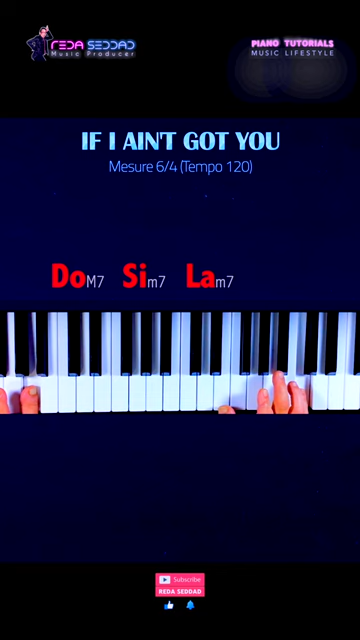 REDA SEDDAD
Music Producer
PIANO TUTORIALS
MUSIC LIFESTYLE
IF I AIN'T GOT YOU
Mesure 6/4 (Tempo 120)
DoM7 Sim7 Lam7
Subscribe
REDA SEDDAD